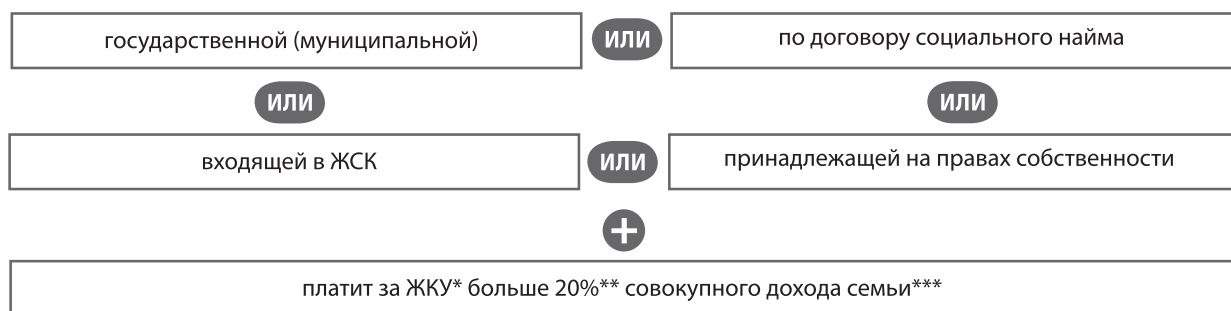 государственной (муниципальной) ИЛИ по договору социального найма
ИЛИ ИЛИ
входящей в ЖСК ИЛИ принадлежащей на правах собственности
+
платит за ЖКУ* больше 20%** совокупного дохода семьи***